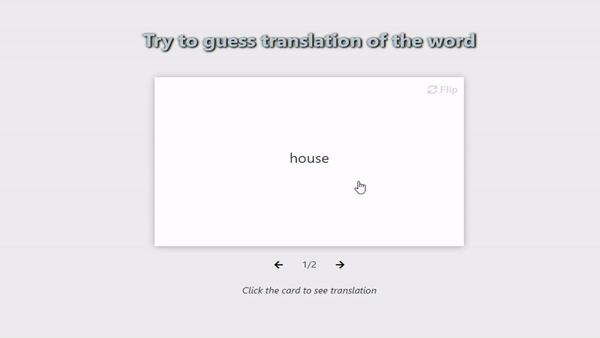 Try to guess translation of the word
Flip
house
1/2
Click the card to see translation